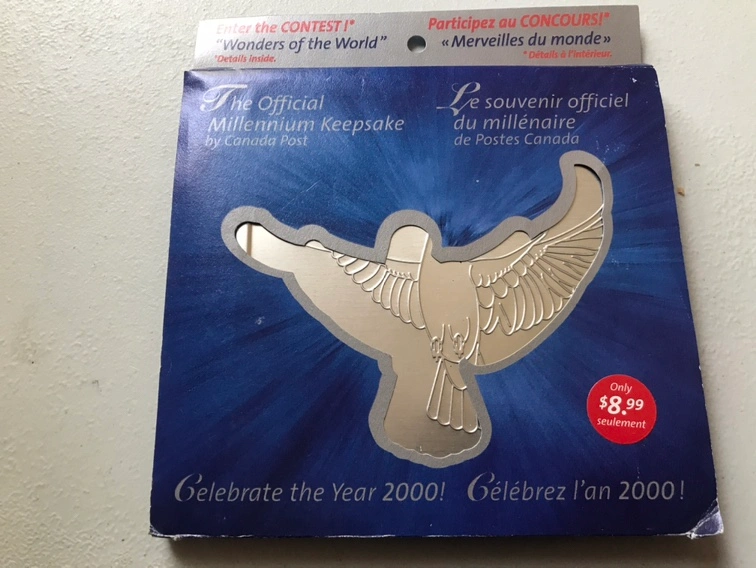 Enter the CONTEST!*
"Wonders of the World"
*Details inside.
Participez au CONCOURS!*
« Merveilles du monde »
* Détails à l'intérieur.
The Official
Millennium Keepsake
by Canada Post
Le souvenir officiel
du millénaire
de Postes Canada
Only
$8.99
seulement
Celebrate the Year 2000!
Célébrez l'an 2000!